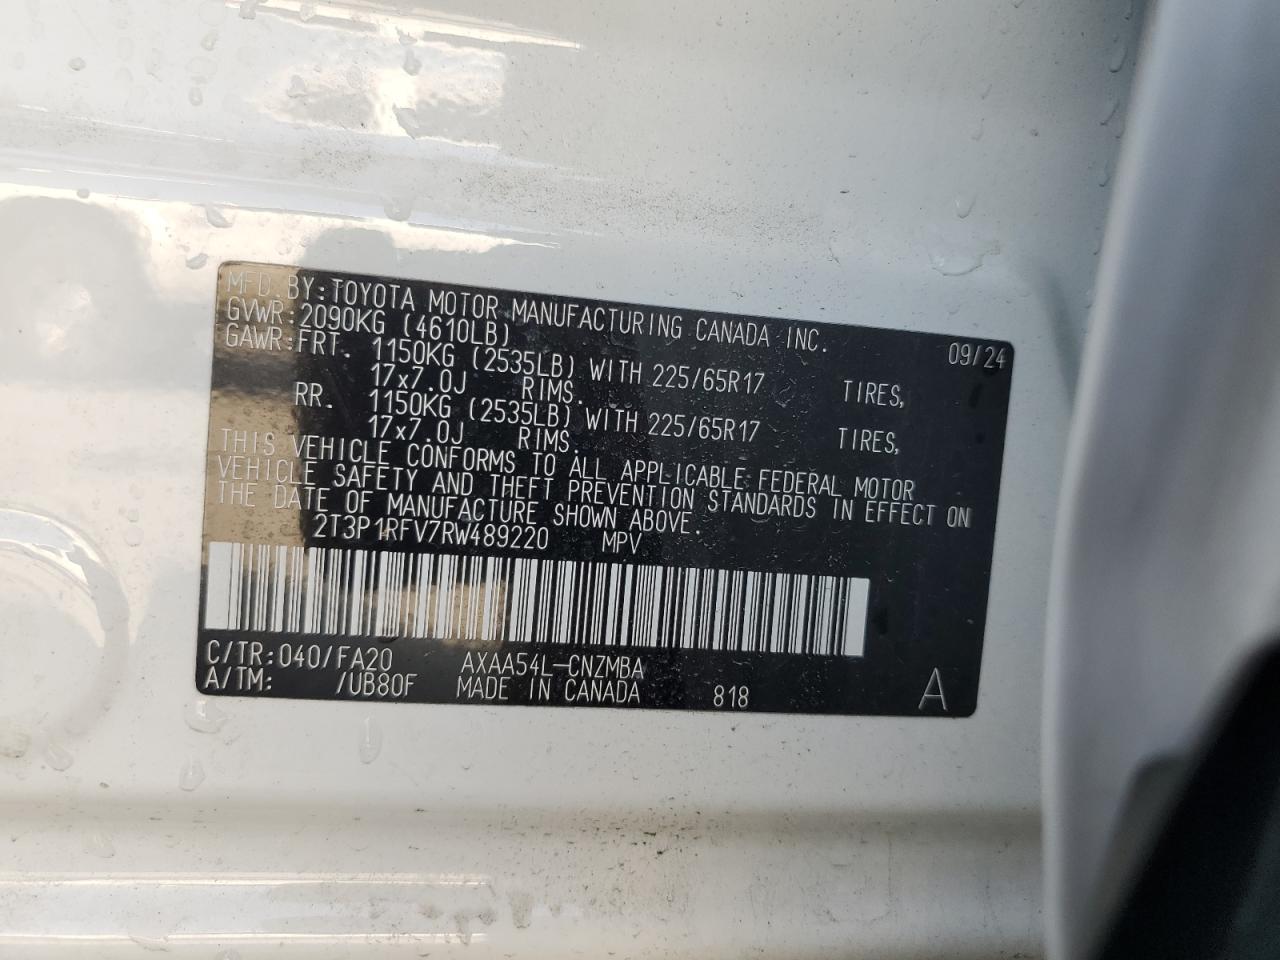 MFD BY: TOYOTA MOTOR MANUFACTURING CANADA INC. 09/24
GVWR: 2090KG (4610LB)
GAWR: FRT. 1150KG (2535LB) WITH 225/65R17 TIRES,
17x7.0J RIMS.
RR. 1150KG (2535LB) WITH 225/65R17 TIRES,
17x7.0J RIMS.
THIS VEHICLE CONFORMS TO ALL APPLICABLE FEDERAL MOTOR
VEHICLE SAFETY AND THEFT PREVENTION STANDARDS IN EFFECT ON
THE DATE OF MANUFACTURE SHOWN ABOVE.
2T3P1RFV7RW489220 MPV
C/TR: 040/FA20 AXAA54L-CNZMBA
A/TM: /UB80F MADE IN CANADA 818 A